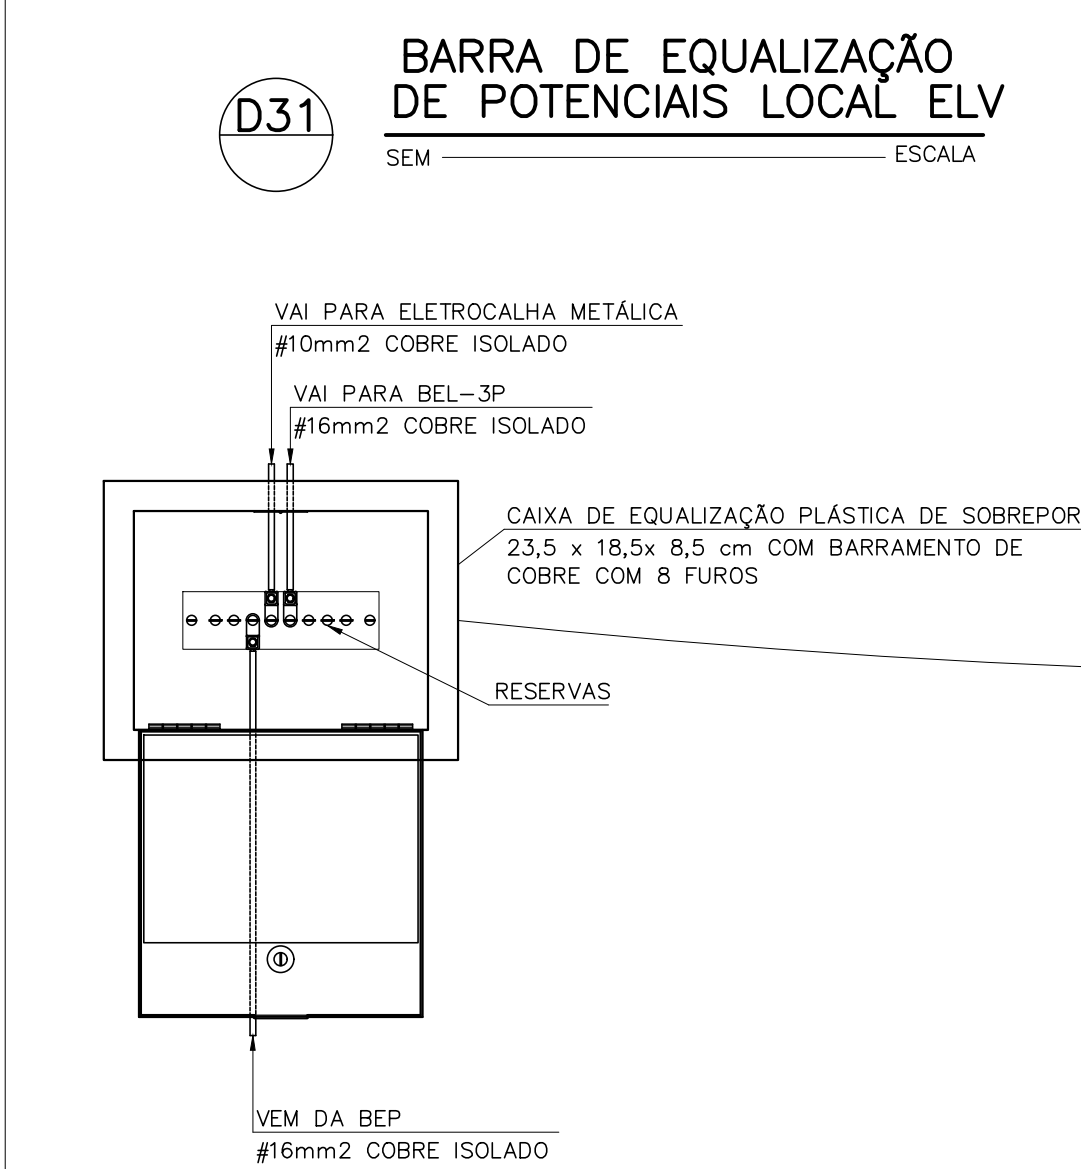 BARRA DE EQUALIZAÇÃO
D31
DE POTENCIAIS LOCAL ELV
SEM
ESCALA
VAI PARA ELETROCALHA METÁLICA
#10mm2 COBRE ISOLADO
VAI PARA BEL-3P
#16mm2 COBRE ISOLADO
CAIXA DE EQUALIZAÇÃO PLÁSTICA DE SOBREPOR
23,5 x 18,5x 8,5 cm COM BARRAMENTO DE
COBRE COM 8 FUROS
RESERVAS
VEM DA BEP
#16mm2 COBRE ISOLADO